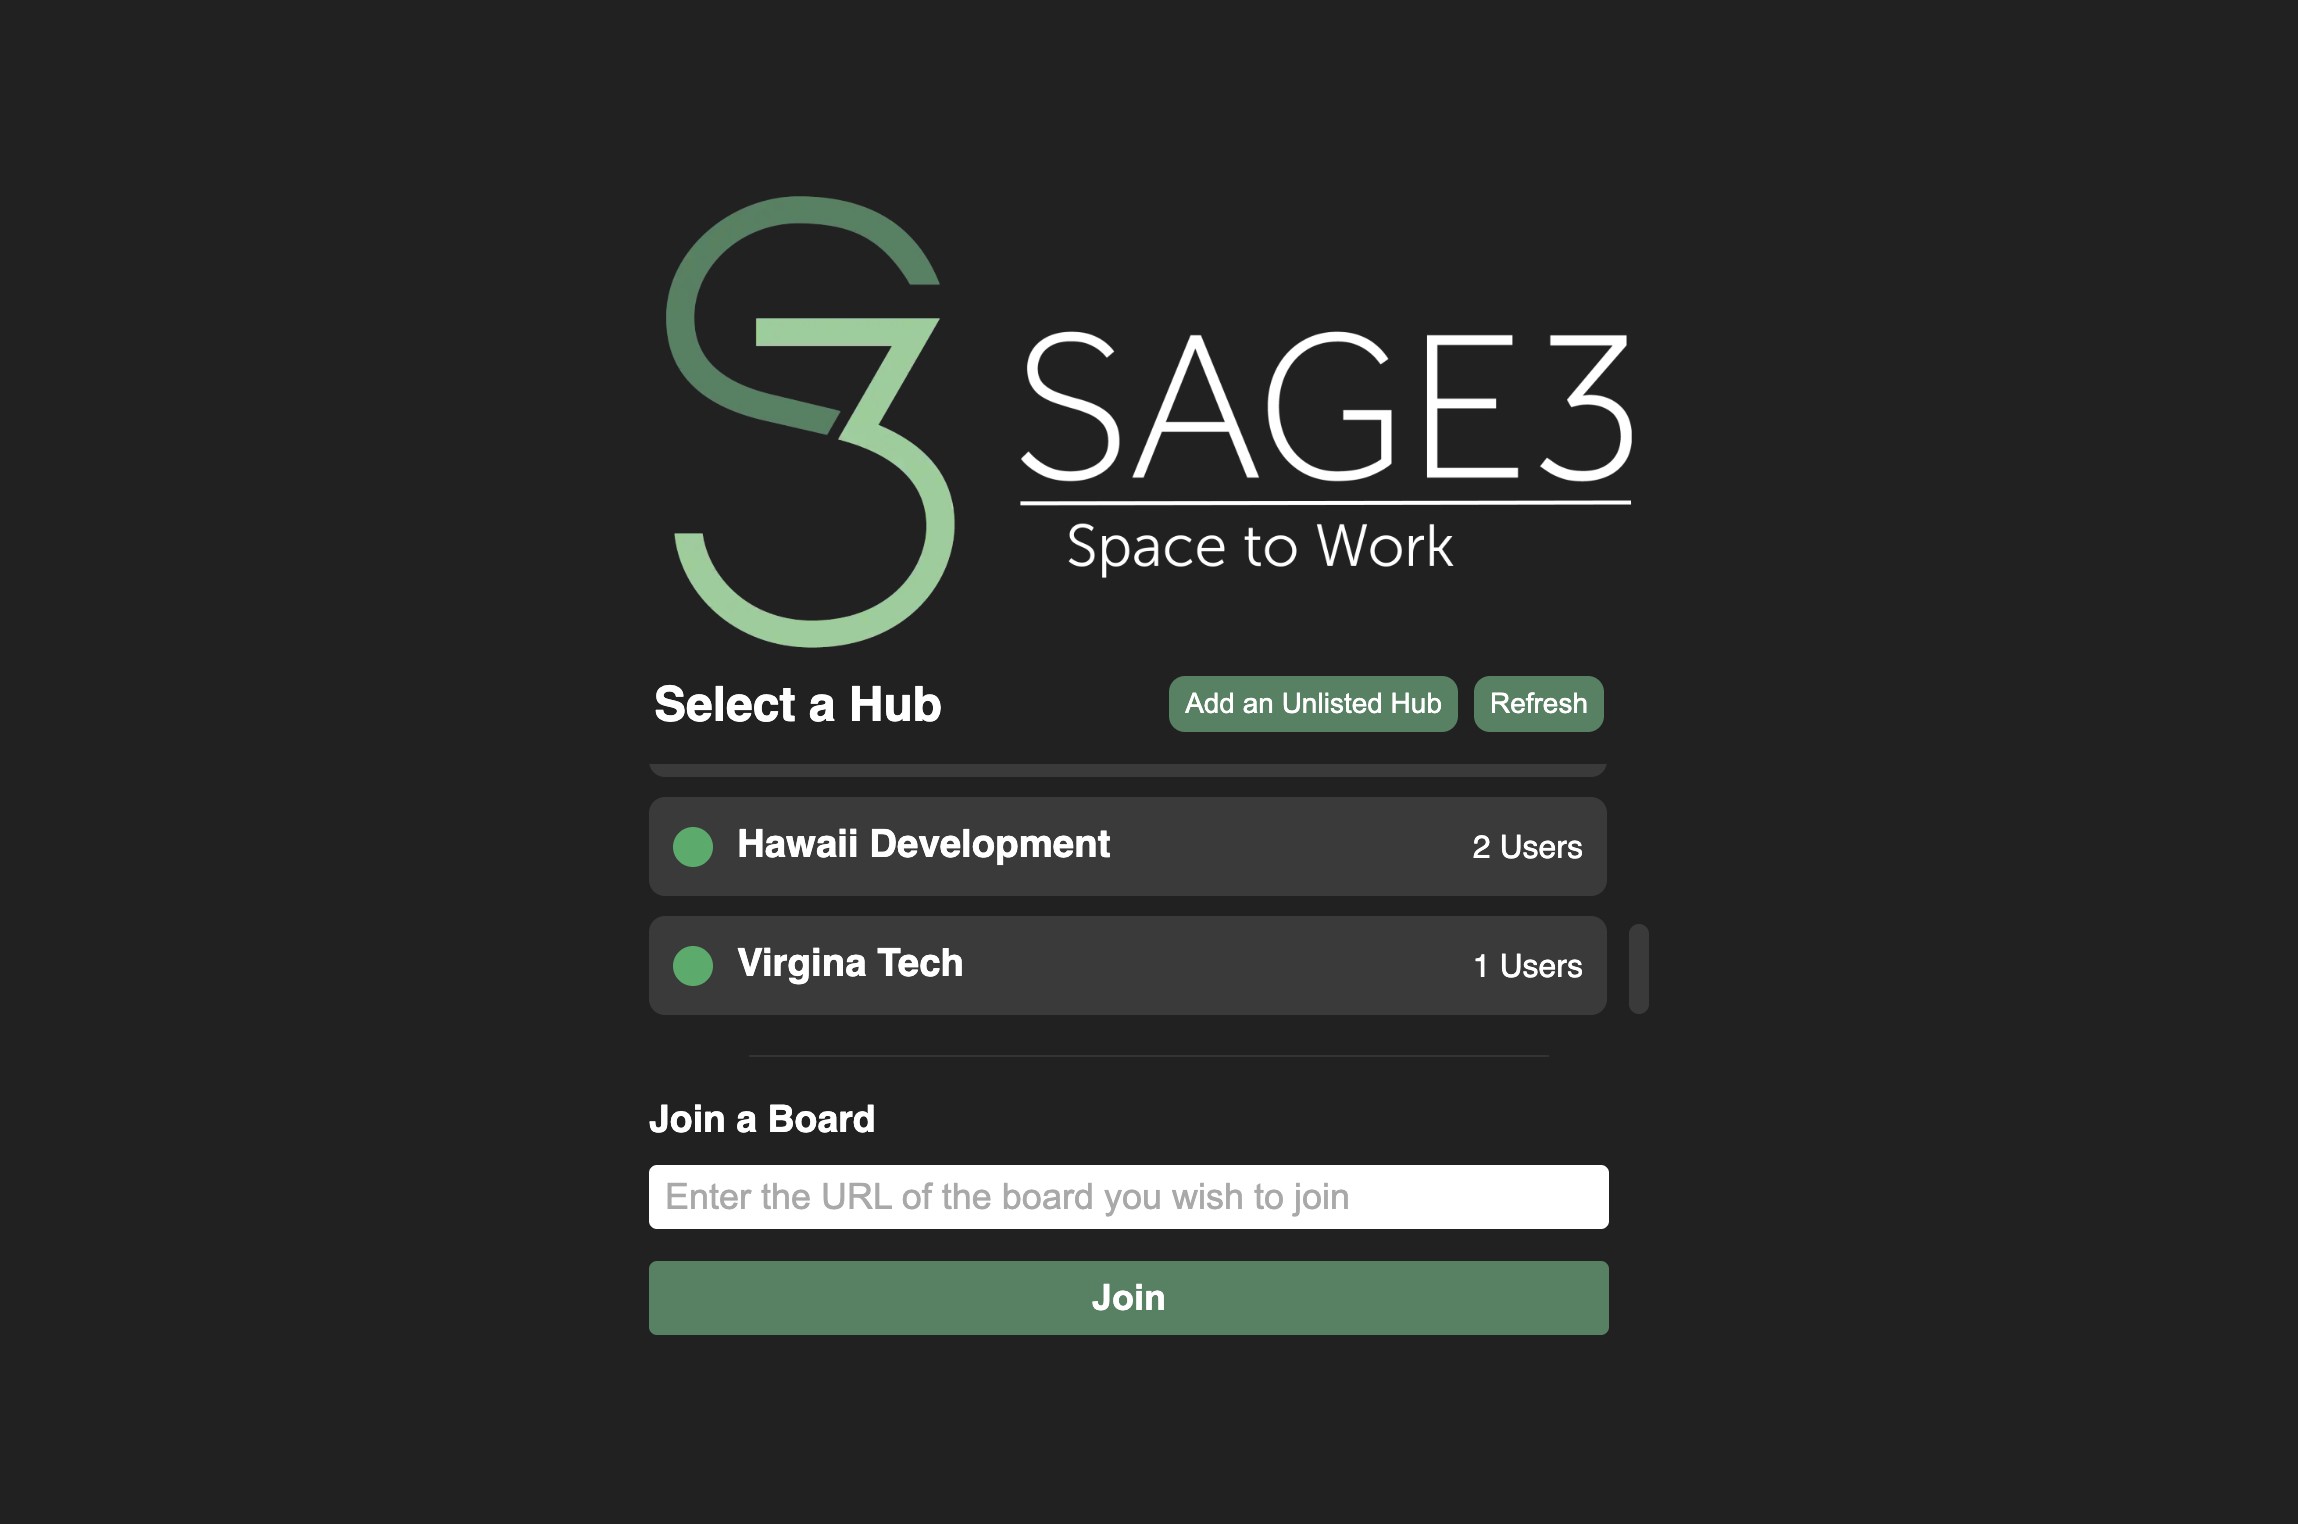 SAGE3
Space to Work
Select a Hub
Add an Unlisted Hub
Refresh
Hawaii Development
2 Users
Virgina Tech
1 Users
Join a Board
Enter the URL of the board you wish to join
Join